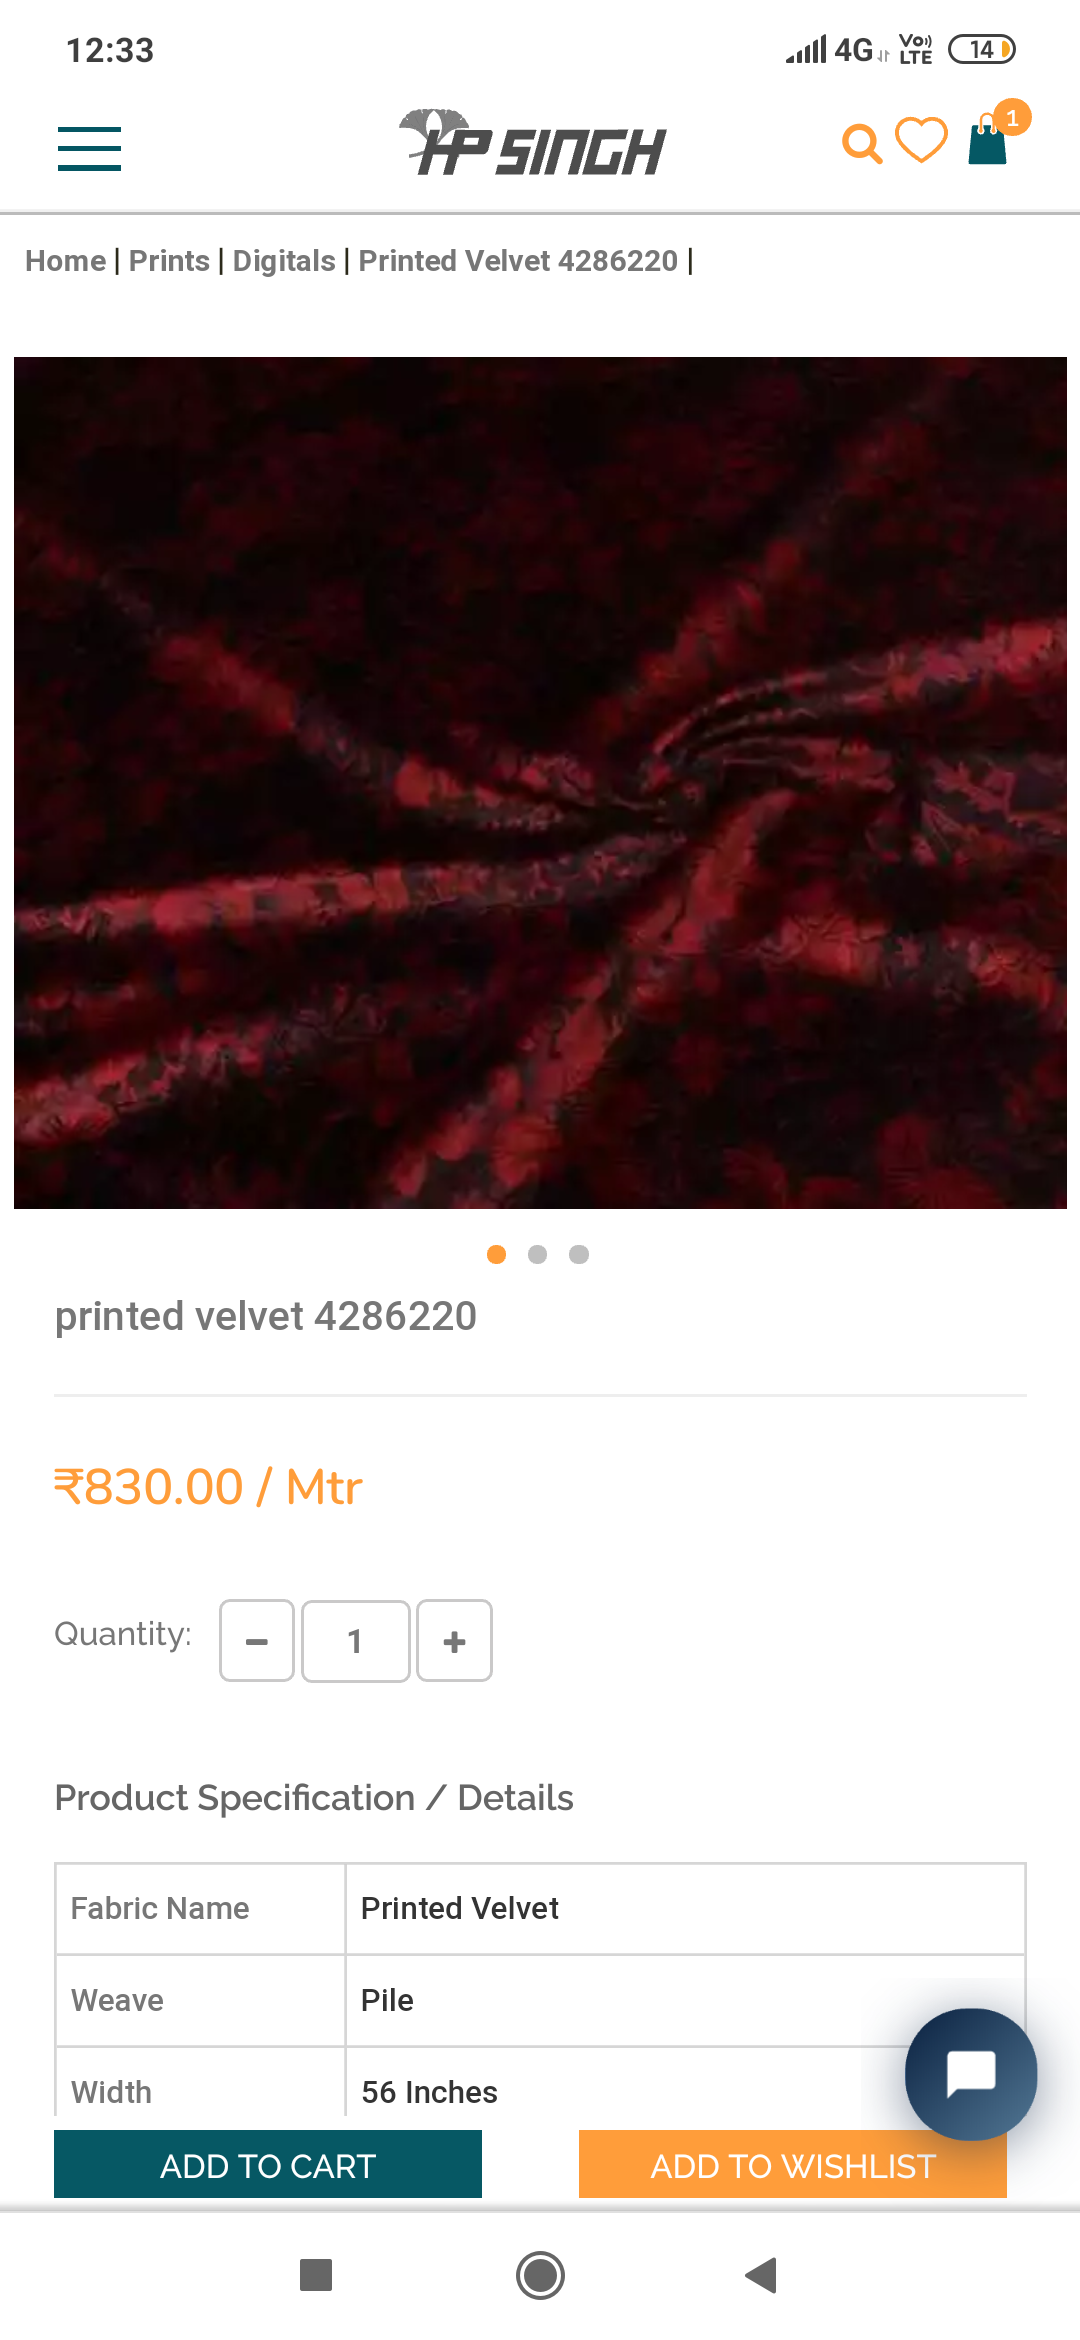 12:33
4G VoLTE 14
HP SINGH
1
Home | Prints | Digitals | Printed Velvet 4286220 |
printed velvet 4286220
₹830.00 / Mtr
Quantity: − 1 +
Product Specification / Details
Fabric Name Printed Velvet
Weave Pile
Width 56 Inches
ADD TO CART ADD TO WISHLIST